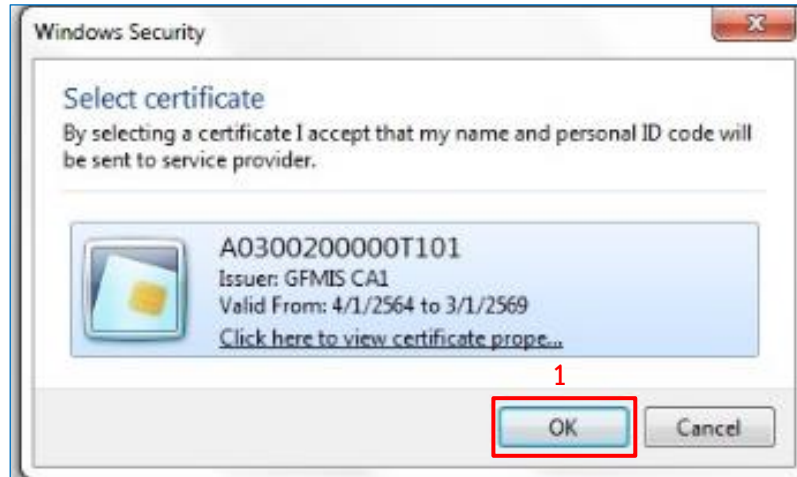 Windows Security
Select certificate
By selecting a certificate I accept that my name and personal ID code will
be sent to service provider.
A0300200000T101
Issuer: GFMIS CA1
Valid From: 4/1/2564 to 3/1/2569
Click here to view certificate prope...
1
OK
Cancel